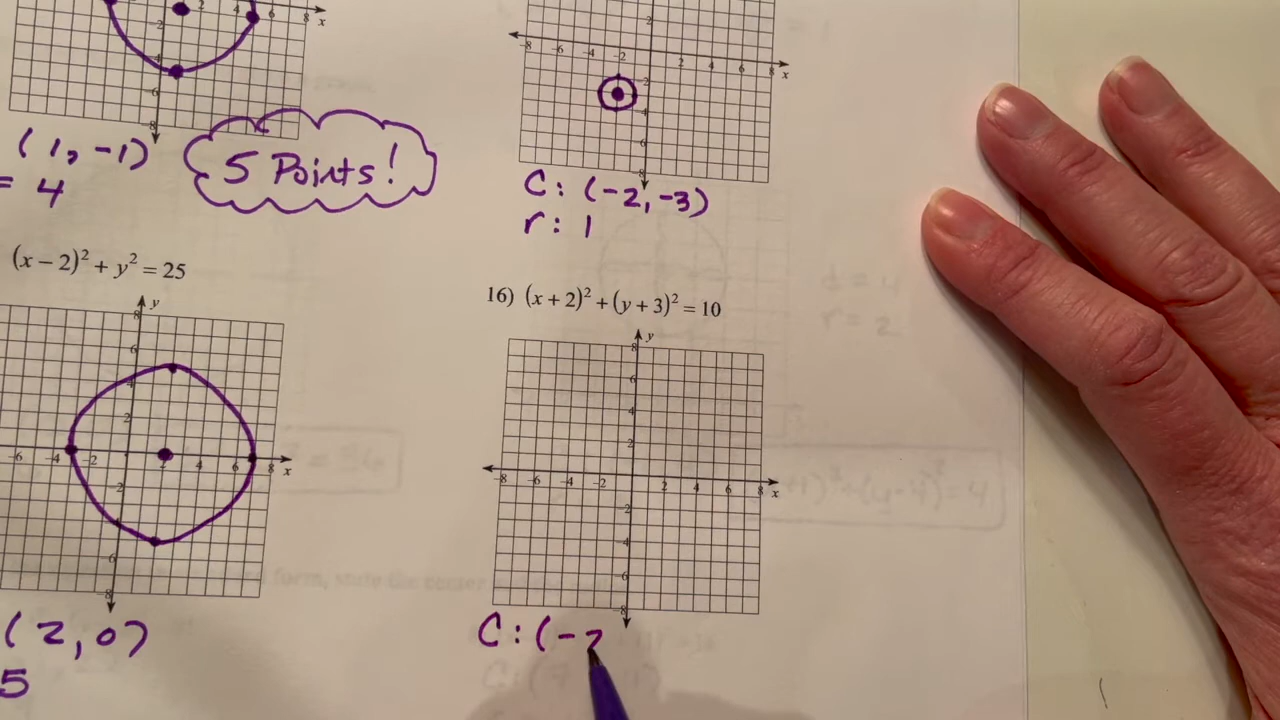 (1, -1)
= 4
5 Points!
C: (-2, -3)
r: 1
(x − 2)² + y² = 25
16) (x + 2)² + (y + 3)² = 10
(2, 0)
5
C: (-2